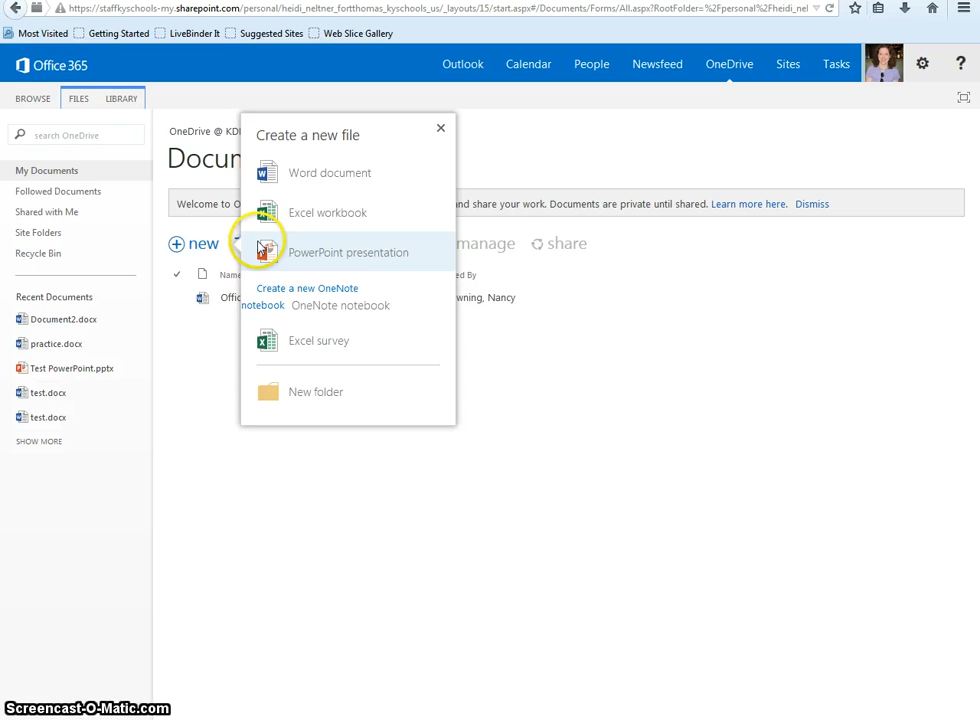 https://staffkyschools-my.sharepoint.com/personal/heidi_neltner_fortthomas_kyschools_us/_layouts/15/start.aspx#/Documents/Forms/All.aspx?RootFolder=%2Fpersonal%2Fheidi_nel
Most Visited Getting Started LiveBinder It Suggested Sites Web Slice Gallery
Office 365 Outlook Calendar People Newsfeed OneDrive Sites Tasks ?
BROWSE FILES LIBRARY
search OneDrive
My Documents
Followed Documents
Shared with Me
Site Folders
Recycle Bin
Recent Documents
Document2.docx
practice.docx
Test PowerPoint.pptx
test.docx
test.docx
SHOW MORE
OneDrive @ KD
Docum
Welcome to O and share your work. Documents are private until shared. Learn more here. Dismiss
new manage share
Name By
Offic wning, Nancy
Create a new file
Word document
Excel workbook
PowerPoint presentation
Create a new OneNote
notebook OneNote notebook
Excel survey
New folder
Screencast-O-Matic.com